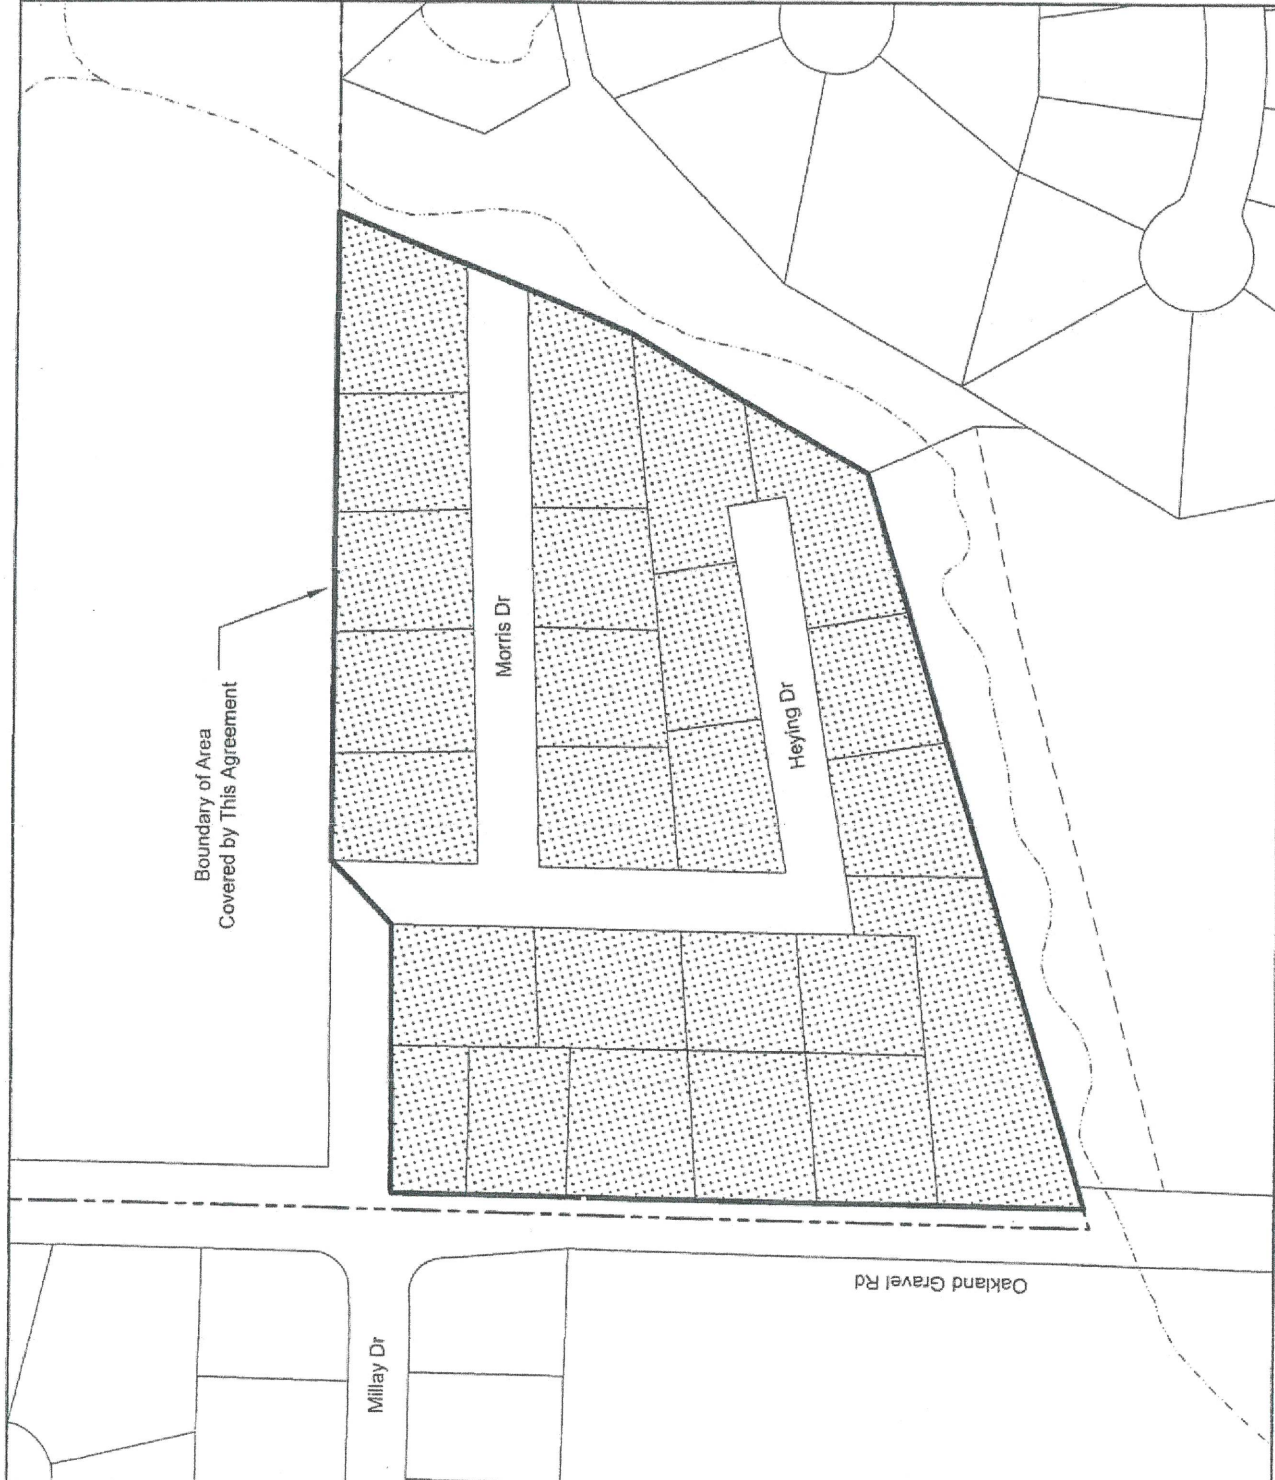 Boundary of Area
Covered by This Agreement
Morris Dr
Heying Dr
Millay Dr
Oakland Gravel Rd